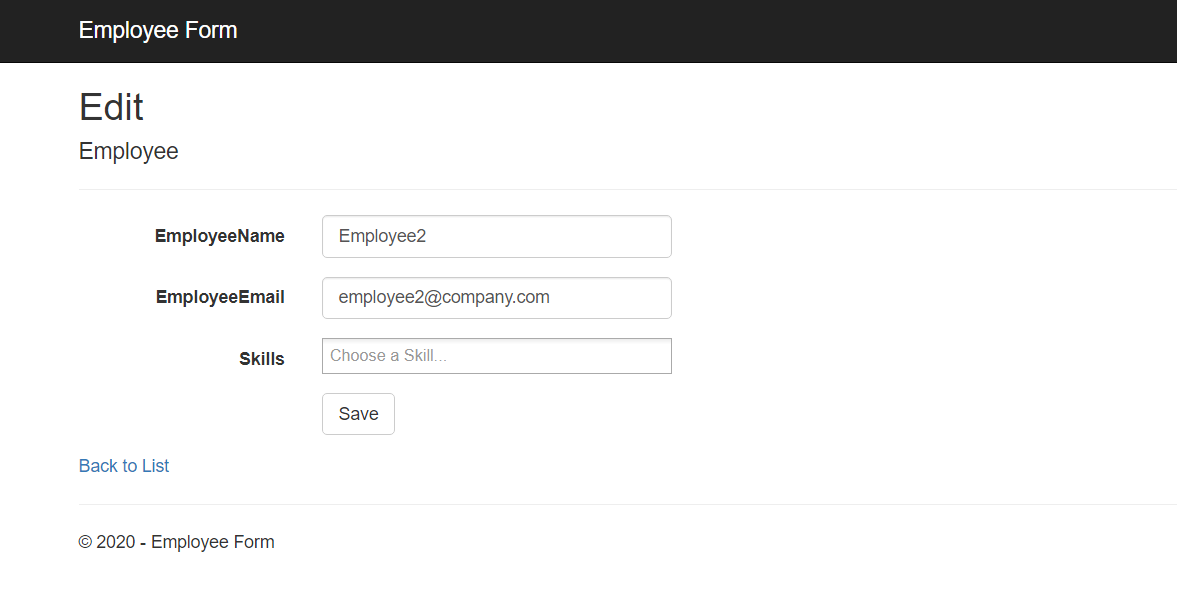 Employee Form
Edit
Employee
EmployeeName
Employee2
EmployeeEmail
employee2@company.com
Skills
Choose a Skill...
Save
Back to List
© 2020 - Employee Form